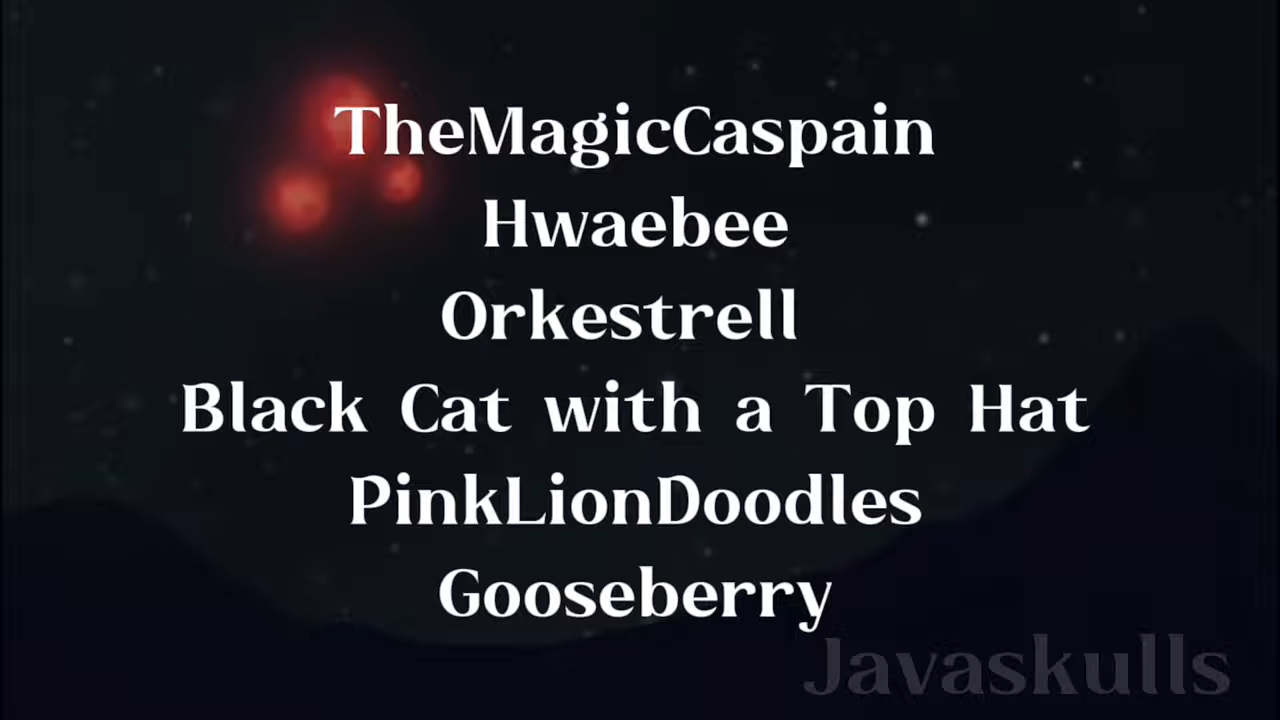 TheMagicCaspain
Hwaebee
Orkestrell
Black Cat with a Top Hat
PinkLionDoodles
Gooseberry
Javaskulls